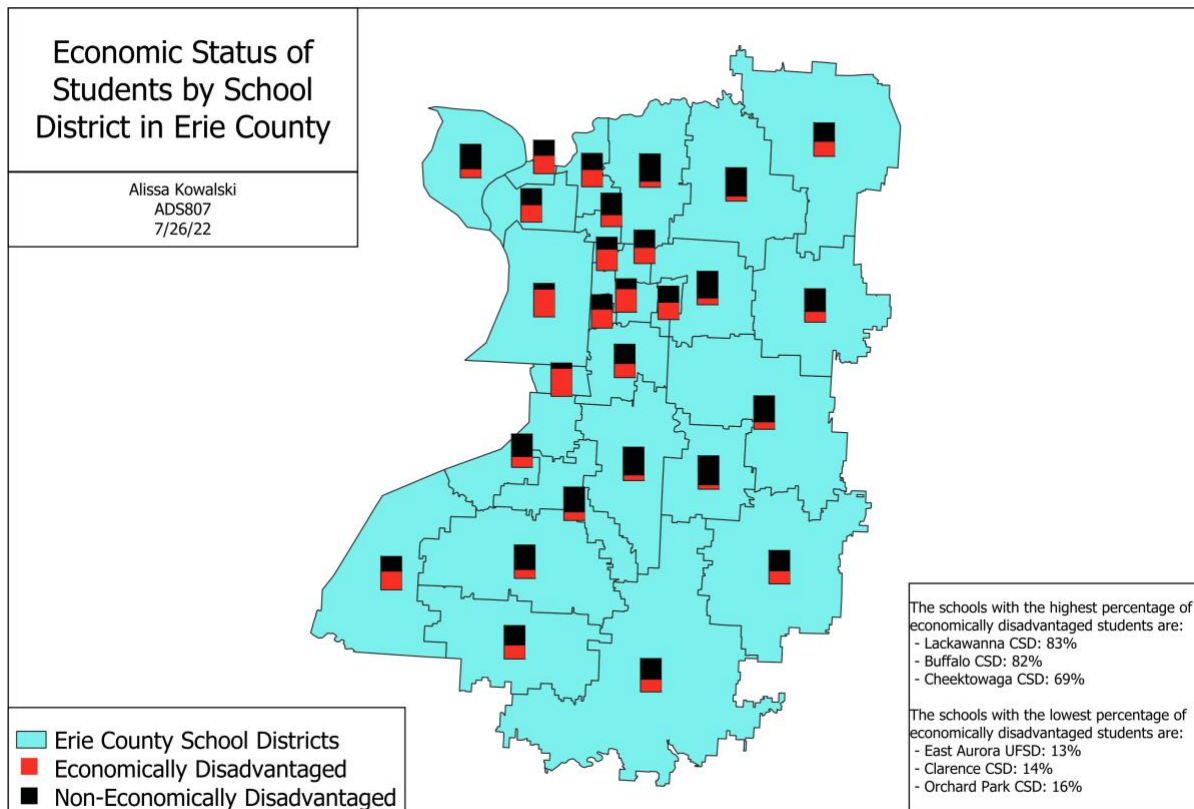 Economic Status of
Students by School
District in Erie County
Alissa Kowalski
ADS807
7/26/22
Erie County School Districts
Economically Disadvantaged
Non-Economically Disadvantaged
The schools with the highest percentage of
economically disadvantaged students are:
- Lackawanna CSD: 83%
- Buffalo CSD: 82%
- Cheektowaga CSD: 69%
The schools with the lowest percentage of
economically disadvantaged students are:
- East Aurora UFSD: 13%
- Clarence CSD: 14%
- Orchard Park CSD: 16%